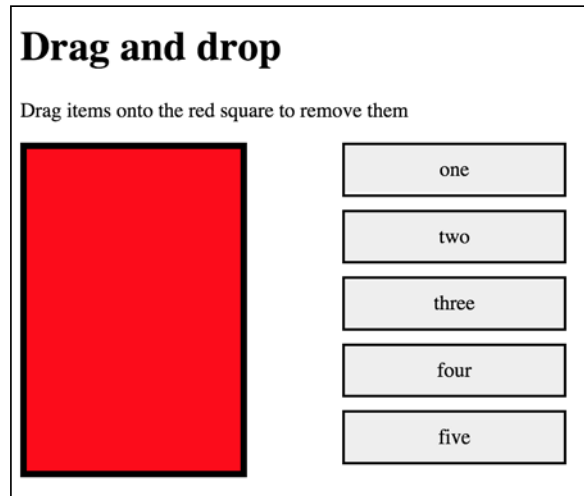 Drag and drop
Drag items onto the red square to remove them
one
two
three
four
five